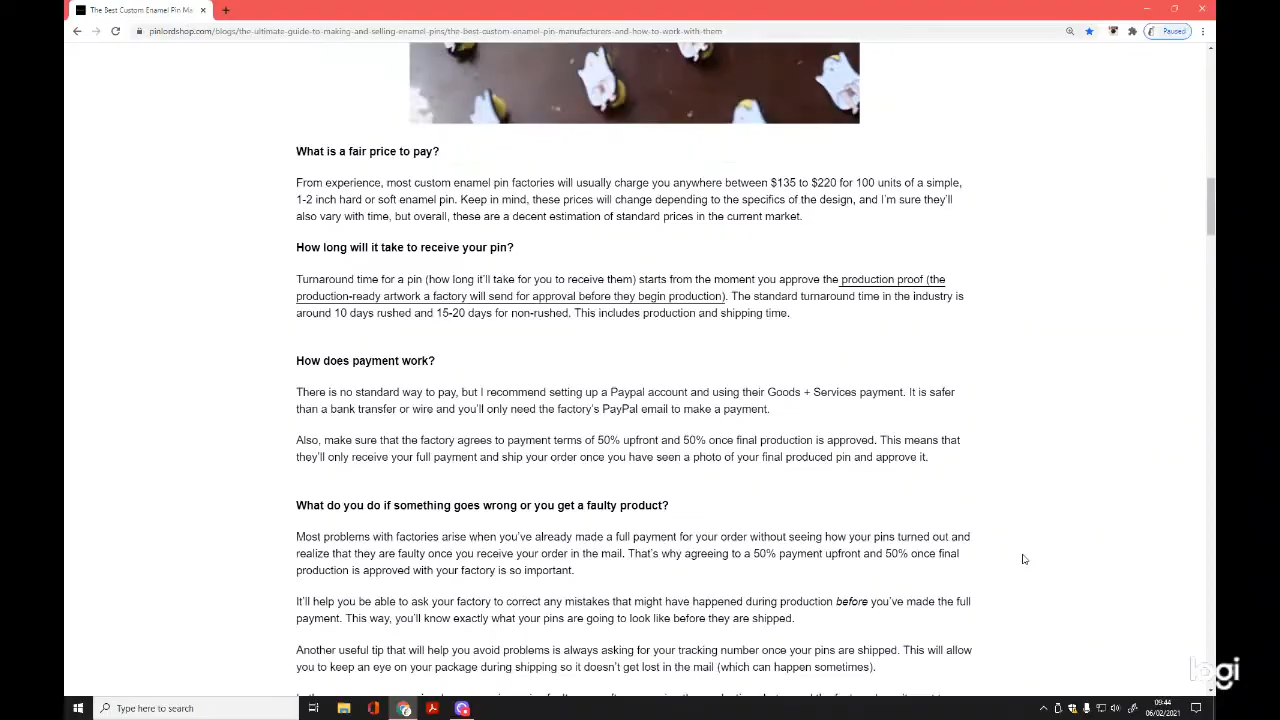 The Best Custom Enamel Pin Ma
pinlordshop.com/blogs/the-ultimate-guide-to-making-and-selling-enamel-pins/the-best-custom-enamel-pin-manufacturers-and-how-to-work-with-them
Paused
What is a fair price to pay?
From experience, most custom enamel pin factories will usually charge you anywhere between $135 to $220 for 100 units of a simple,
1-2 inch hard or soft enamel pin. Keep in mind, these prices will change depending to the specifics of the design, and I'm sure they'll
also vary with time, but overall, these are a decent estimation of standard prices in the current market.
How long will it take to receive your pin?
Turnaround time for a pin (how long it'll take for you to receive them) starts from the moment you approve the production proof (the
production-ready artwork a factory will send for approval before they begin production). The standard turnaround time in the industry is
around 10 days rushed and 15-20 days for non-rushed. This includes production and shipping time.
How does payment work?
There is no standard way to pay, but I recommend setting up a Paypal account and using their Goods + Services payment. It is safer
than a bank transfer or wire and you'll only need the factory's PayPal email to make a payment.
Also, make sure that the factory agrees to payment terms of 50% upfront and 50% once final production is approved. This means that
they'll only receive your full payment and ship your order once you have seen a photo of your final produced pin and approve it.
What do you do if something goes wrong or you get a faulty product?
Most problems with factories arise when you've already made a full payment for your order without seeing how your pins turned out and
realize that they are faulty once you receive your order in the mail. That's why agreeing to a 50% payment upfront and 50% once final
production is approved with your factory is so important.
It'll help you be able to ask your factory to correct any mistakes that might have happened during production before you've made the full
payment. This way, you'll know exactly what your pins are going to look like before they are shipped.
Another useful tip that will help you avoid problems is always asking for your tracking number once your pins are shipped. This will allow
you to keep an eye on your package during shipping so it doesn't get lost in the mail (which can happen sometimes).
logi
Type here to search
09:44
06/02/2021